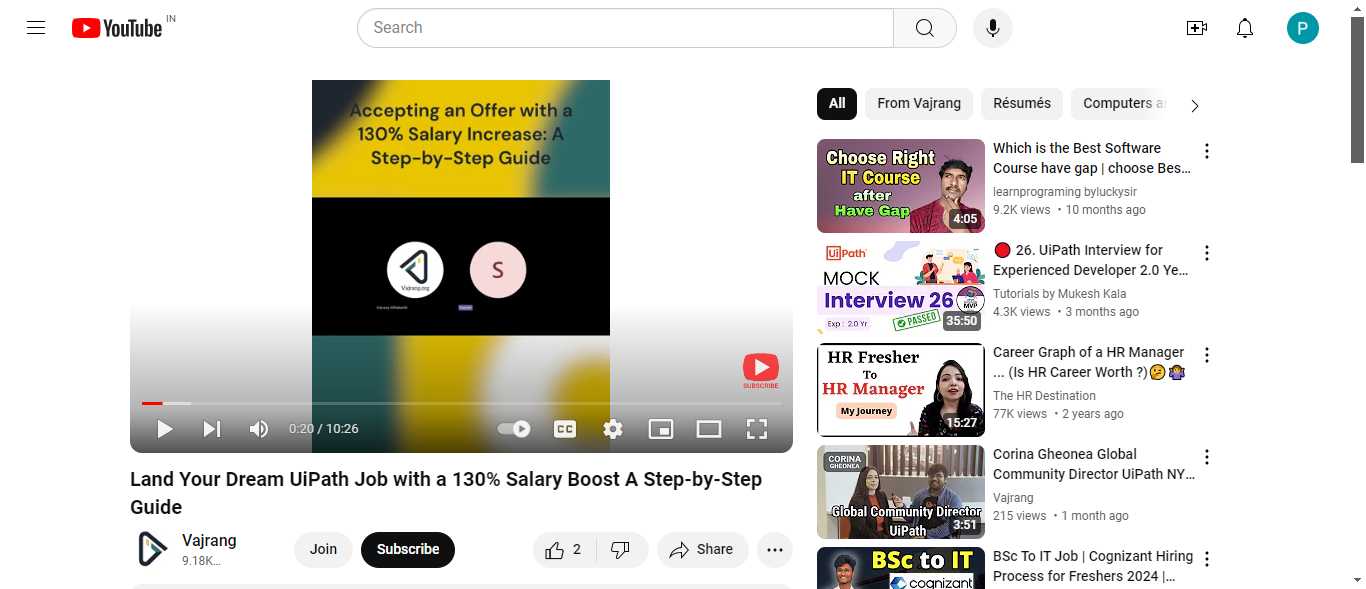 YouTube IN
Search
P
Accepting an Offer with a
130% Salary Increase: A
Step-by-Step Guide
Vajrang.org
S
SUBSCRIBE
0:20 / 10:26
CC
Land Your Dream UiPath Job with a 130% Salary Boost A Step-by-Step
Guide
Vajrang
9.18K...
Join
Subscribe
2
Share
All
From Vajrang
Résumés
Computers a
Choose Right
IT Course
after
Have Gap
4:05
Which is the Best Software
Course have gap | choose Bes...
learnprograming byluckysir
9.2K views • 10 months ago
UiPath
MOCK
Interview 26
Exp : 2.0 Yr
PASSED
MVP
35:50
🔴 26. UiPath Interview for
Experienced Developer 2.0 Ye...
Tutorials by Mukesh Kala
4.3K views • 3 months ago
HR Fresher
To
HR Manager
My Journey
15:27
Career Graph of a HR Manager
... (Is HR Career Worth ?)🤔🤷‍♀️
The HR Destination
77K views • 2 years ago
CORINA
GHEONEA
Global Community Director
UiPath
3:51
Corina Gheonea Global
Community Director UiPath NY...
Vajrang
215 views • 1 month ago
BSc to IT
cognizant
BSc To IT Job | Cognizant Hiring
Process for Freshers 2024 |...